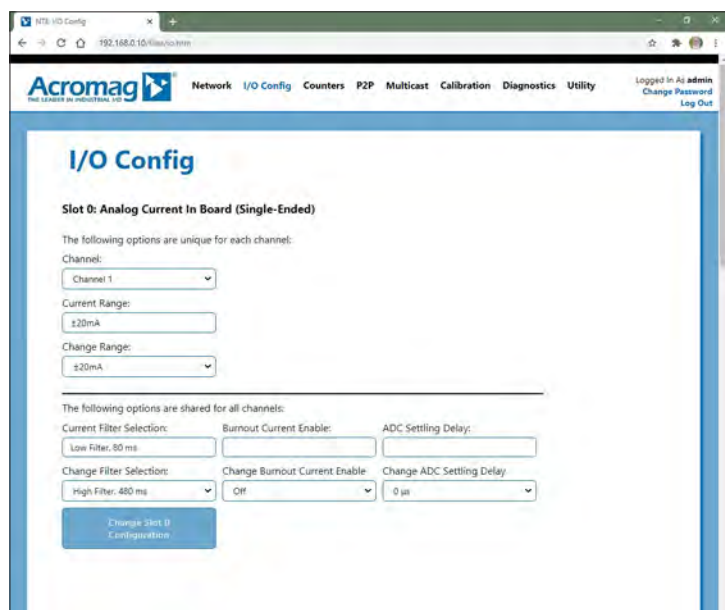 NTE I/O Config
192.168.0.10
Acromag
THE LEADER IN INDUSTRIAL I/O
Network I/O Config Counters P2P Multicast Calibration Diagnostics Utility
Logged In As admin
Change Password
Log Out
I/O Config
Slot 0: Analog Current In Board (Single-Ended)
The following options are unique for each channel:
Channel:
Channel 1
Current Range:
±20mA
Change Range:
±20mA
The following options are shared for all channels:
Current Filter Selection: Burnout Current Enable: ADC Settling Delay:
Low Filter, 80 ms
Change Filter Selection: Change Burnout Current Enable Change ADC Settling Delay
High Filter, 480 ms Off 0 µs
Change Slot 0
Configuration